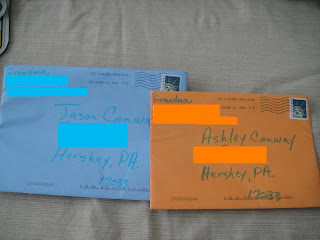 Grandma
Jason Conway
Hershey, PA.
17033
Grandma
Ashley Conway
Hershey, PA.
17033